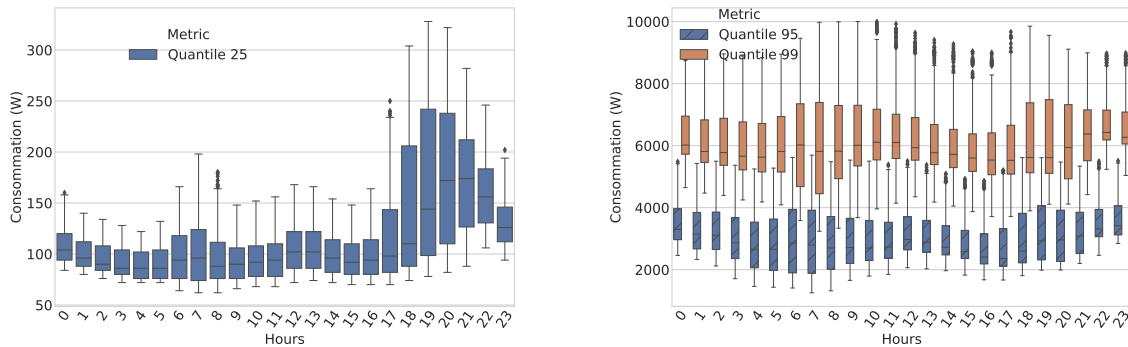 Metric
Quantile 25
300
250
200
150
100
50
Consommation (W)
0 1 2 3 4 5 6 7 8 9 10 11 12 13 14 15 16 17 18 19 20 21 22 23
Hours
Metric
Quantile 95
Quantile 99
10000
8000
6000
4000
2000
Consommation (W)
0 1 2 3 4 5 6 7 8 9 10 11 12 13 14 15 16 17 18 19 20 21 22 23
Hours